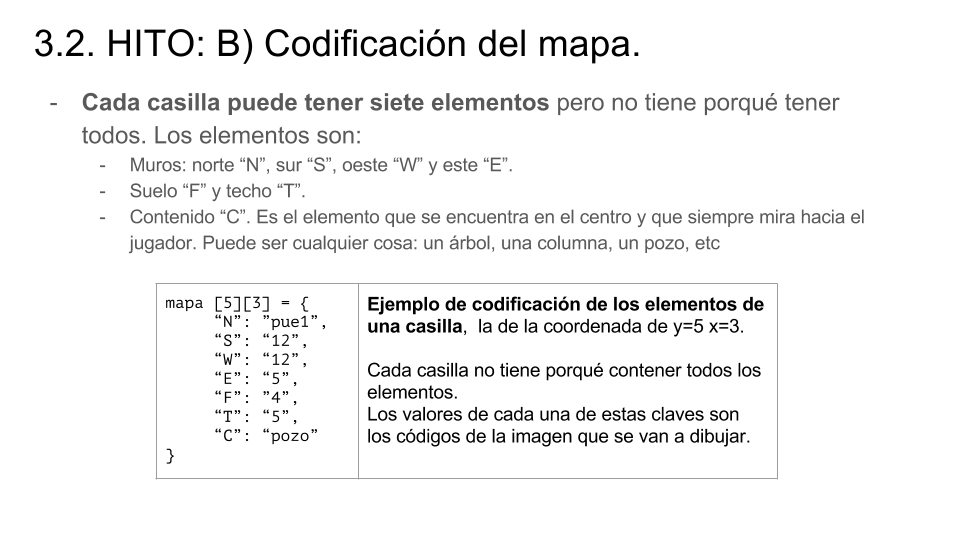 3.2. HITO: B) Codificación del mapa.
- Cada casilla puede tener siete elementos pero no tiene porqué tener
todos. Los elementos son:
- Muros: norte “N”, sur “S”, oeste “W” y este “E”.
- Suelo “F” y techo “T”.
- Contenido “C”. Es el elemento que se encuentra en el centro y que siempre mira hacia el
jugador. Puede ser cualquier cosa: un árbol, una columna, un pozo, etc
mapa [5][3] = {
“N”: ”pue1”,
“S”: “12”,
“W”: “12”,
“E”: “5”,
“F”: ”4”,
“T”: “5”,
“C”: “pozo”
}
Ejemplo de codificación de los elementos de
una casilla, la de la coordenada de y=5 x=3.
Cada casilla no tiene porqué contener todos los
elementos.
Los valores de cada una de estas claves son
los códigos de la imagen que se van a dibujar.